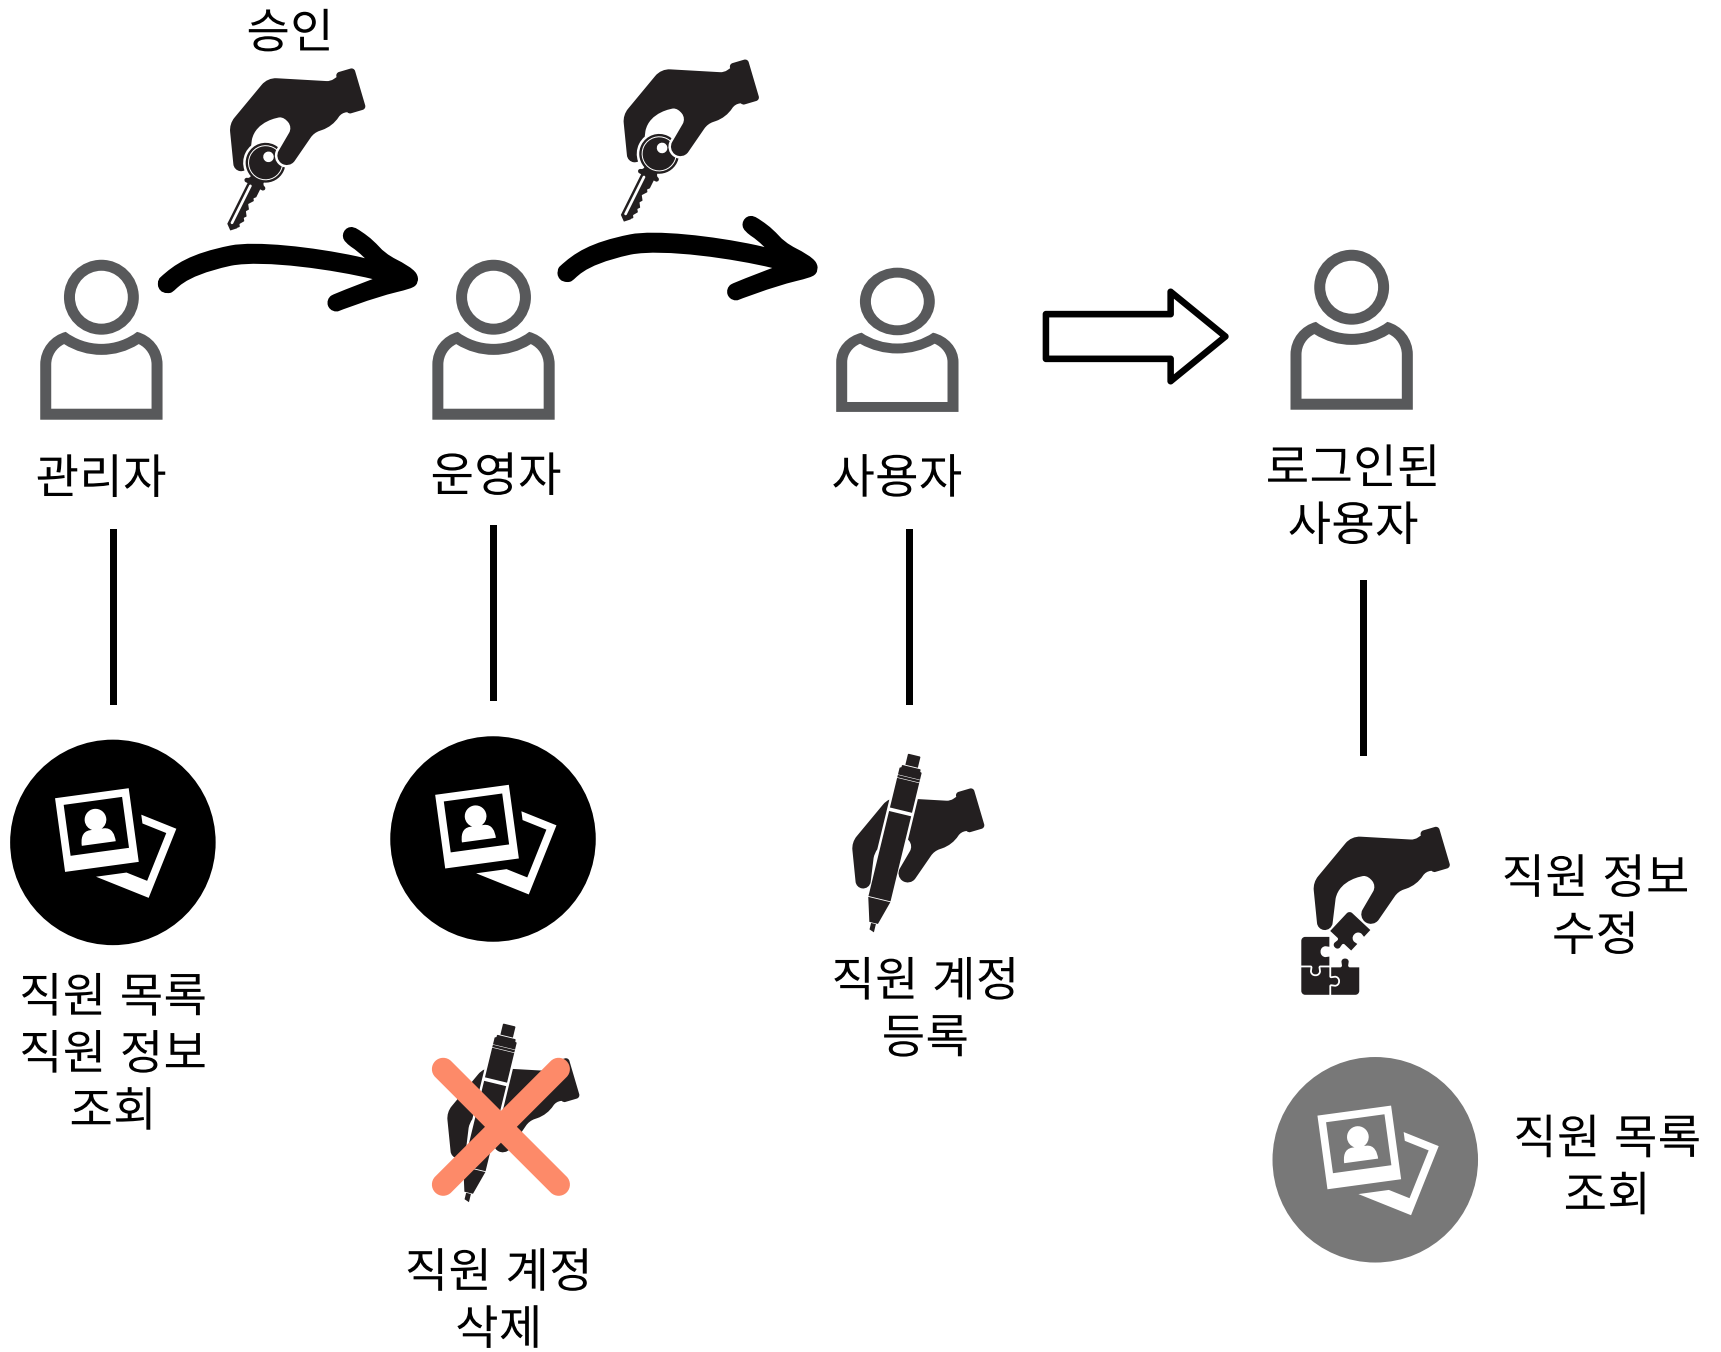 승인
관리자
운영자
사용자
로그인된
사용자
직원 목록
직원 정보
조회
직원 계정
삭제
직원 계정
등록
직원 정보
수정
직원 목록
조회